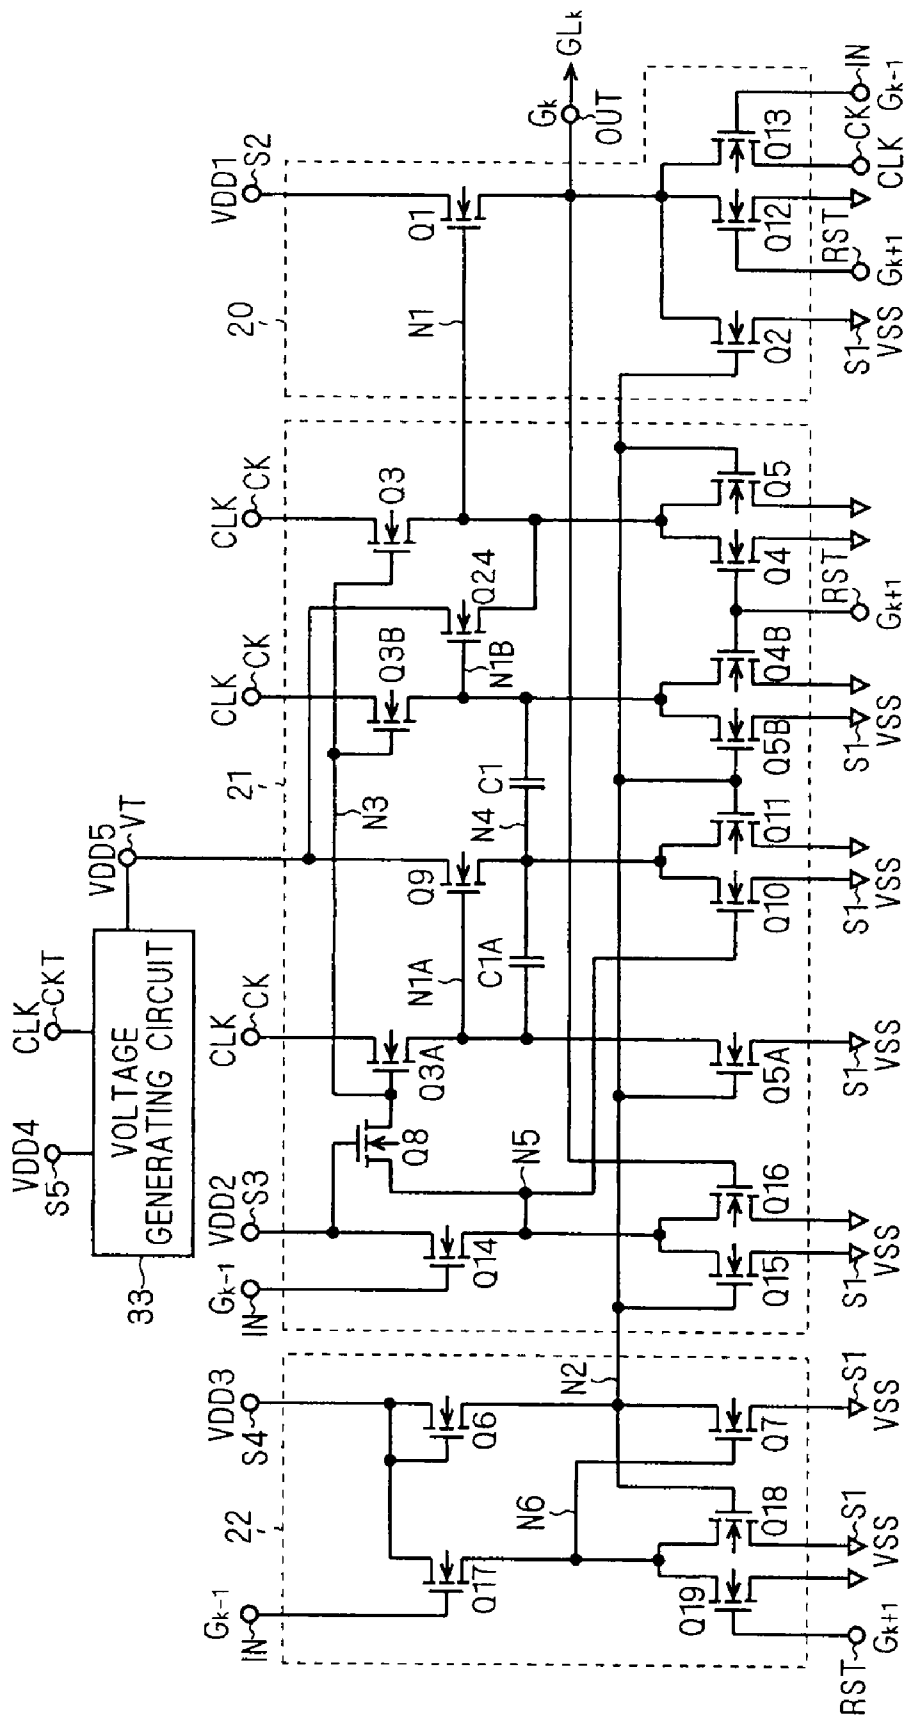 VDD4
S5
CLK
CKT
VOLTAGE
GENERATING CIRCUIT
33
VDD5
VT
Gk-1
IN
VDD3
S4
Gk-1
IN
VDD2
S3
CLK
CK
CLK
CK
CLK
CK
VDD1
S2
22
21
20
N3
Q8
Q3A
Q3B
Q3
Q17
Q6
Q14
N1A
Q9
N1B
Q24
N1
Q1
C1A
N4
C1
N5
N6
N2
Gk
OUT
GLk
Q19
Q18
Q7
Q15
Q16
Q5A
Q10
Q11
Q5B
Q4B
Q4
Q5
Q2
Q12
Q13
RST
Gk+1
S1
VSS
S1
VSS
S1
VSS
S1
VSS
S1
VSS
S1
VSS
RST
Gk+1
S1
VSS
RST
Gk+1
CK
CLK
IN
Gk-1